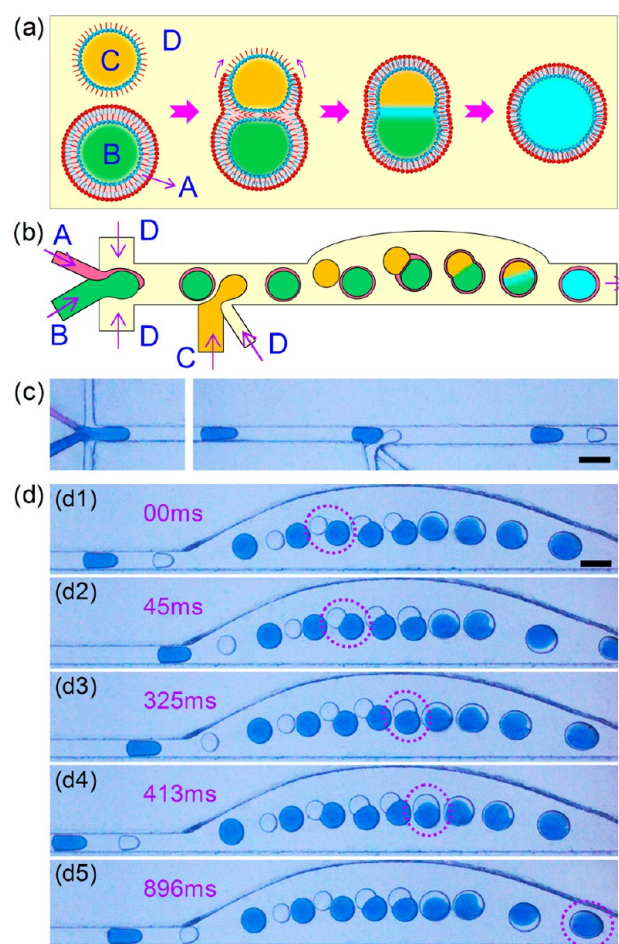 (a)
C
D
B
A
(b)
A
D
B
D
C
D
(c)
(d)
(d1)
00ms
(d2)
45ms
(d3)
325ms
(d4)
413ms
(d5)
896ms